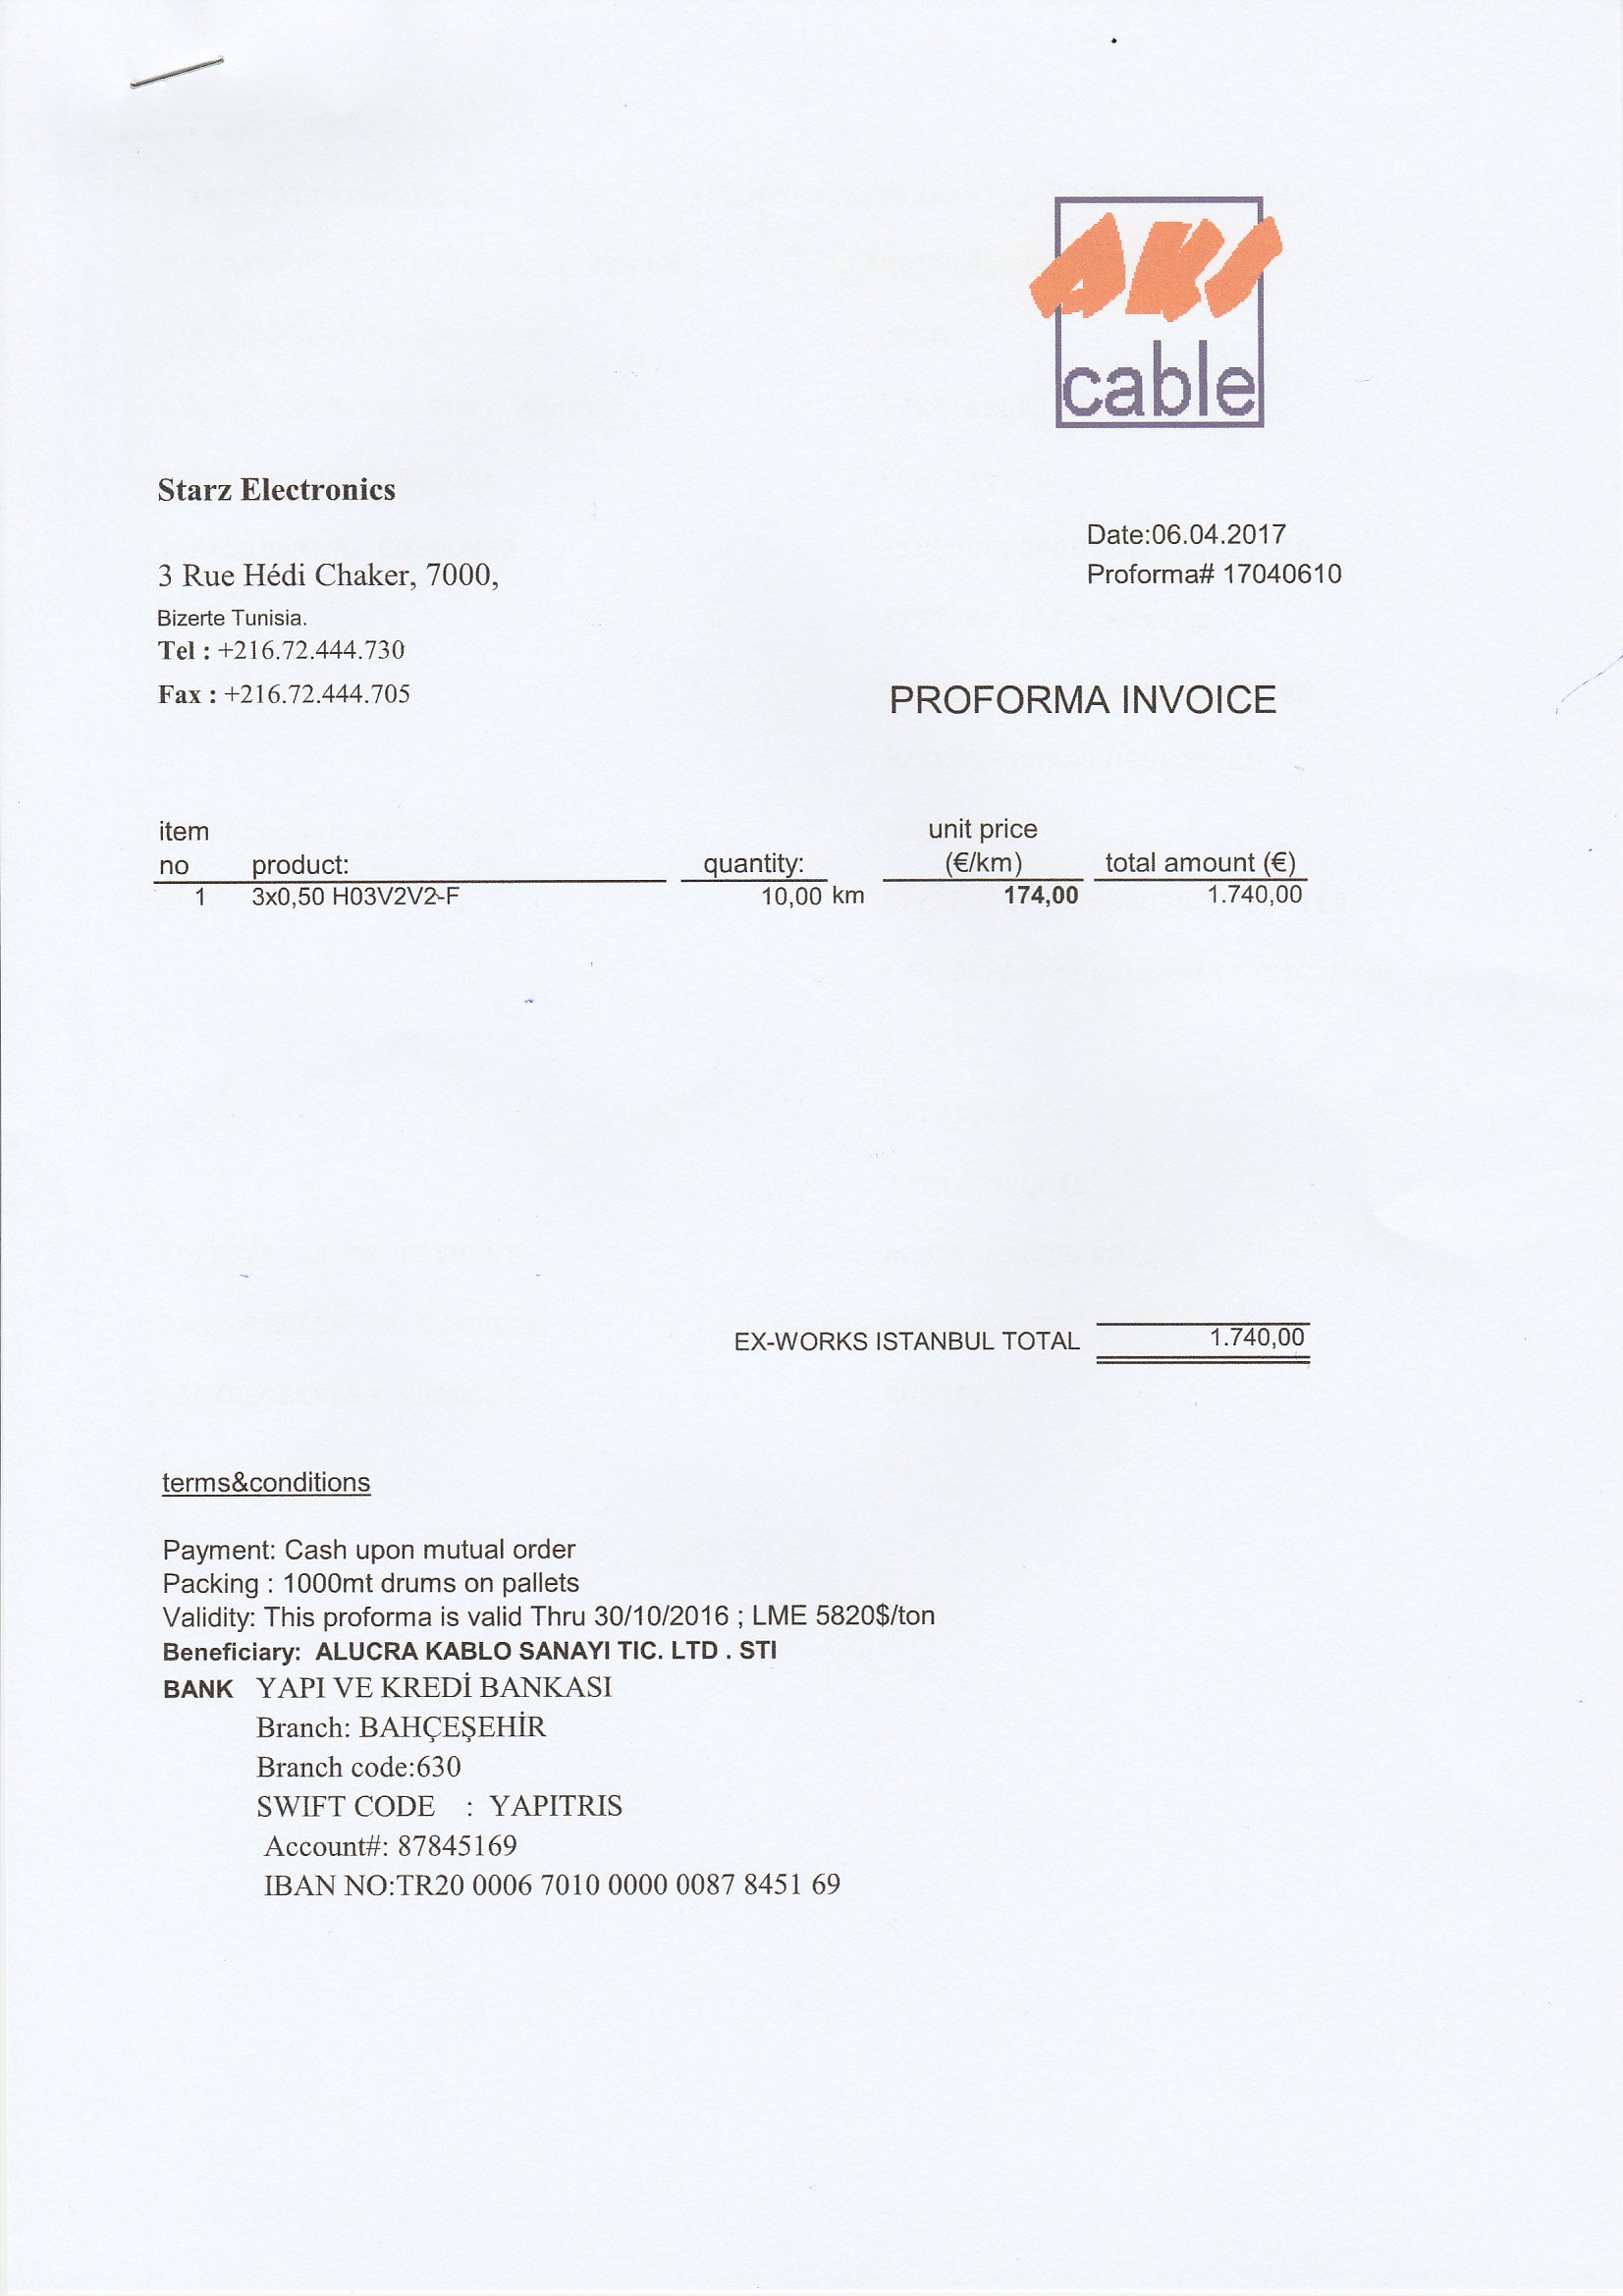 AKS
cable
Starz Electronics
Date:06.04.2017
3 Rue Hédi Chaker, 7000,
Proforma# 17040610
Bizerte Tunisia.
Tel : +216.72.444.730
Fax : +216.72.444.705
PROFORMA INVOICE
item no product: quantity: unit price (€/km) total amount (€)
1 3x0,50 H03V2V2-F 10,00 km 174,00 1.740,00
EX-WORKS ISTANBUL TOTAL 1.740,00
terms&conditions
Payment: Cash upon mutual order
Packing : 1000mt drums on pallets
Validity: This proforma is valid Thru 30/10/2016 ; LME 5820$/ton
Beneficiary: ALUCRA KABLO SANAYI TIC. LTD . STI
BANK YAPI VE KREDİ BANKASI
Branch: BAHÇEŞEHİR
Branch code:630
SWIFT CODE : YAPITRIS
Account#: 87845169
IBAN NO:TR20 0006 7010 0000 0087 8451 69